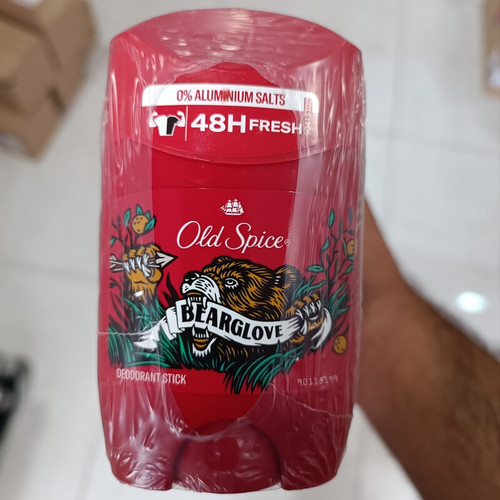 0% ALUMINIUM SALTS
48H FRESH
Old Spice®
BEARGLOVE
DEODORANT STICK